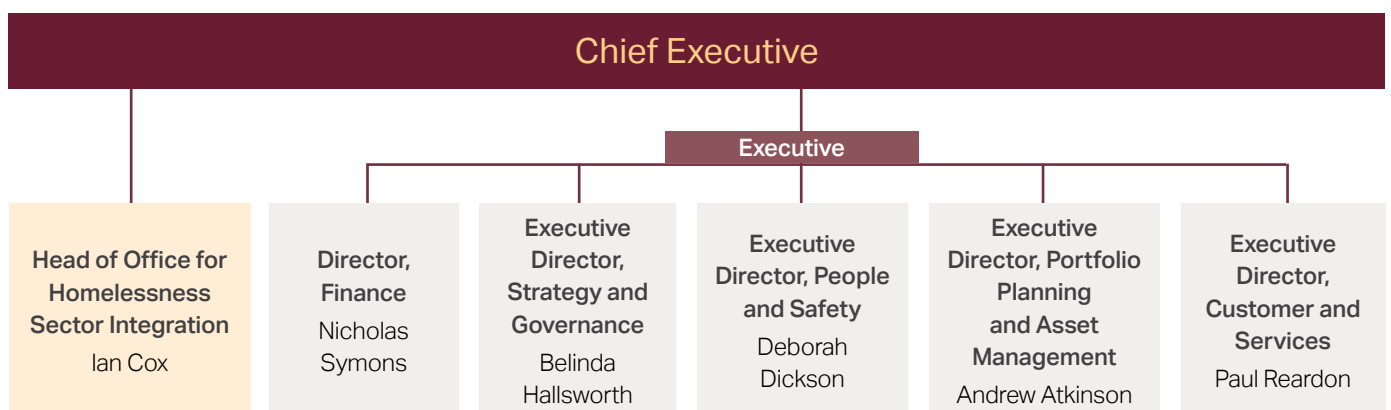 Chief Executive
Executive
Head of Office for
Homelessness
Sector Integration
Ian Cox
Director,
Finance
Nicholas
Symons
Executive
Director,
Strategy and
Governance
Belinda
Hallsworth
Executive
Director, People
and Safety
Deborah
Dickson
Executive
Director, Portfolio
Planning
and Asset
Management
Andrew Atkinson
Executive
Director,
Customer and
Services
Paul Reardon